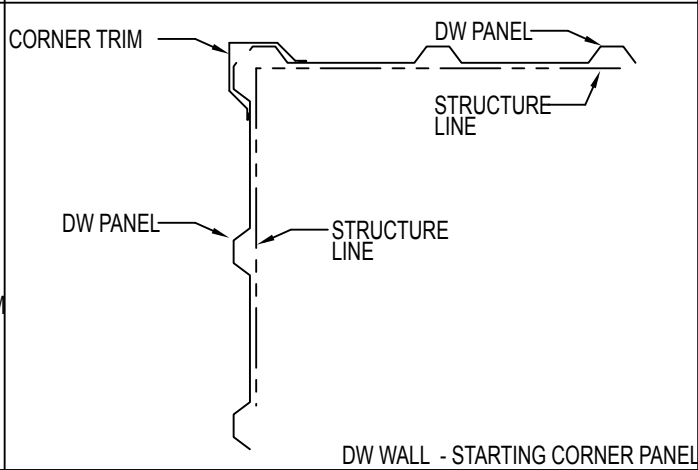 DW PANEL
CORNER TRIM
STRUCTURE
LINE
DW PANEL
STRUCTURE
LINE
DW WALL - STARTING CORNER PANEL